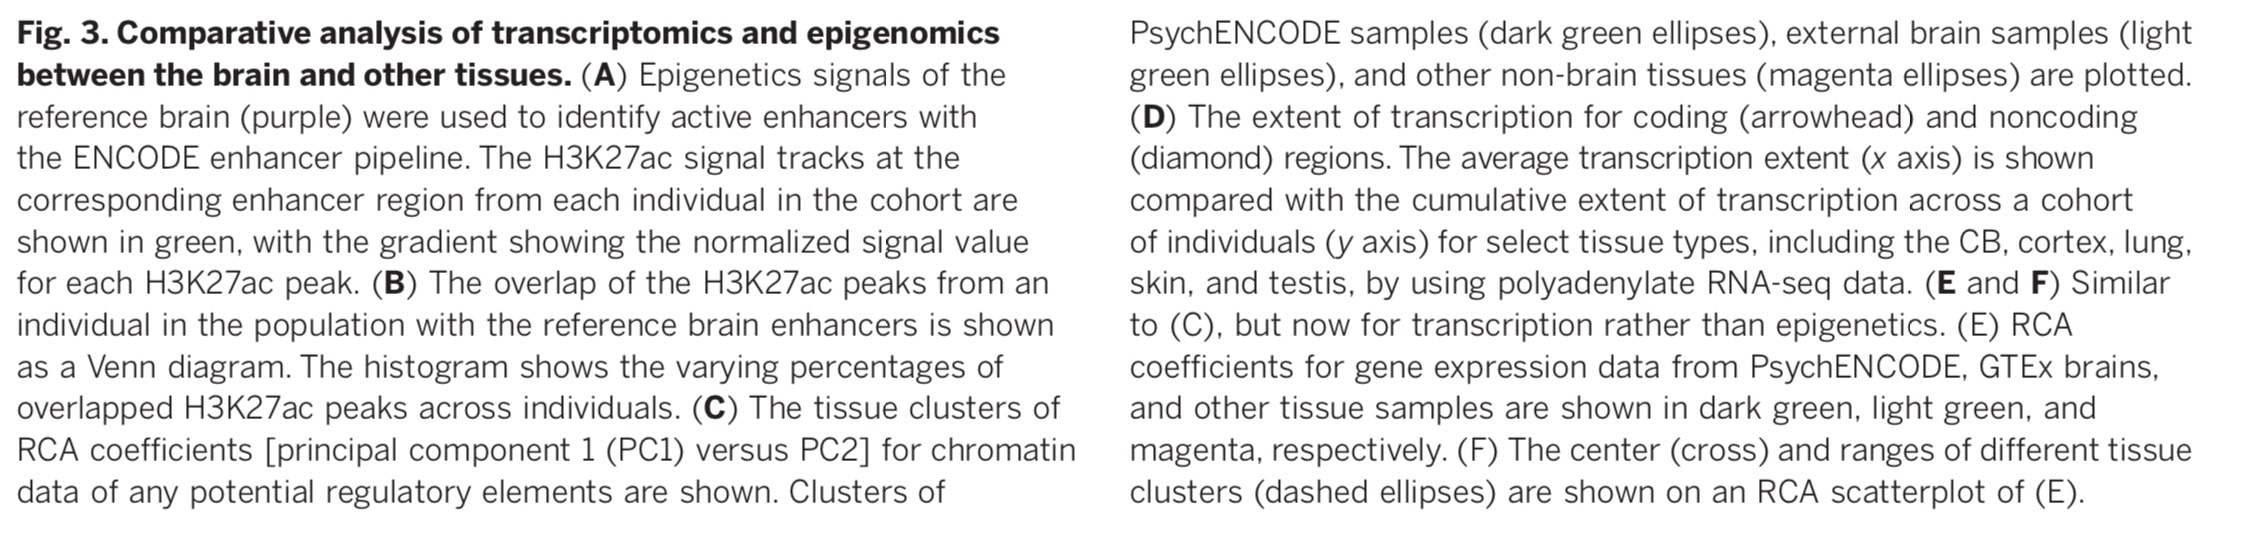 Fig. 3. Comparative analysis of transcriptomics and epigenomics
between the brain and other tissues. (A) Epigenetics signals of the
reference brain (purple) were used to identify active enhancers with
the ENCODE enhancer pipeline. The H3K27ac signal tracks at the
corresponding enhancer region from each individual in the cohort are
shown in green, with the gradient showing the normalized signal value
for each H3K27ac peak. (B) The overlap of the H3K27ac peaks from an
individual in the population with the reference brain enhancers is shown
as a Venn diagram. The histogram shows the varying percentages of
overlapped H3K27ac peaks across individuals. (C) The tissue clusters of
RCA coefficients [principal component 1 (PC1) versus PC2] for chromatin
data of any potential regulatory elements are shown. Clusters of
PsychENCODE samples (dark green ellipses), external brain samples (light
green ellipses), and other non-brain tissues (magenta ellipses) are plotted.
(D) The extent of transcription for coding (arrowhead) and noncoding
(diamond) regions. The average transcription extent (x axis) is shown
compared with the cumulative extent of transcription across a cohort
of individuals (y axis) for select tissue types, including the CB, cortex, lung,
skin, and testis, by using polyadenylate RNA-seq data. (E and F) Similar
to (C), but now for transcription rather than epigenetics. (E) RCA
coefficients for gene expression data from PsychENCODE, GTEx brains,
and other tissue samples are shown in dark green, light green, and
magenta, respectively. (F) The center (cross) and ranges of different tissue
clusters (dashed ellipses) are shown on an RCA scatterplot of (E).